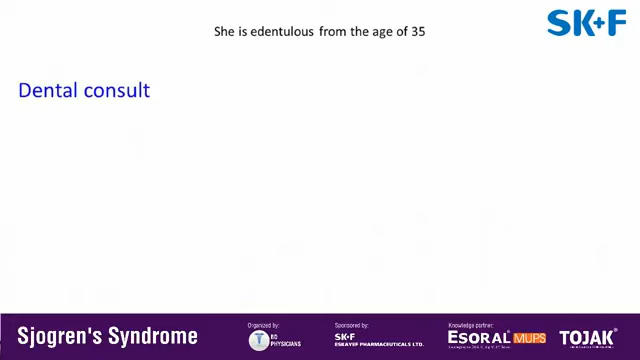 SK+F
She is edentulous from the age of 35
Dental consult
Sjogren's Syndrome
Organized by:
BD
PHYSICIANS
Sponsored by:
SK+F
ESKAYEF PHARMACEUTICALS LTD.
Knowledge partner:
ESORAL MUPS
TOJAK